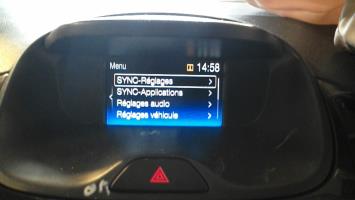 Menu 14:58
SYNC-Réglages
SYNC-Applications
Réglages audio
Réglages véhicule